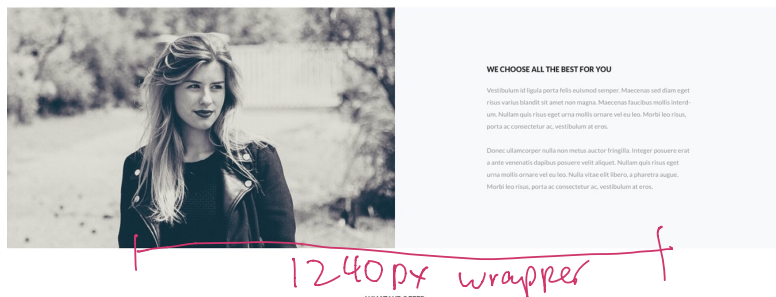 WE CHOOSE ALL THE BEST FOR YOU
Vestibulum id ligula porta felis euismod semper. Maecenas sed diam eget
risus varius blandit sit amet non magna. Maecenas faucibus mollis interd-
um. Nullam quis risus eget urna mollis ornare vel eu leo. Morbi leo risus,
porta ac consectetur ac, vestibulum at eros.
Donec ullamcorper nulla non metus auctor fringilla. Integer posuere erat
a ante venenatis dapibus posuere velit aliquet. Nullam quis risus eget
urna mollis ornare vel eu leo. Nulla vitae elit libero, a pharetra augue.
Morbi leo risus, porta ac consectetur ac, vestibulum at eros.
1240px wrapper